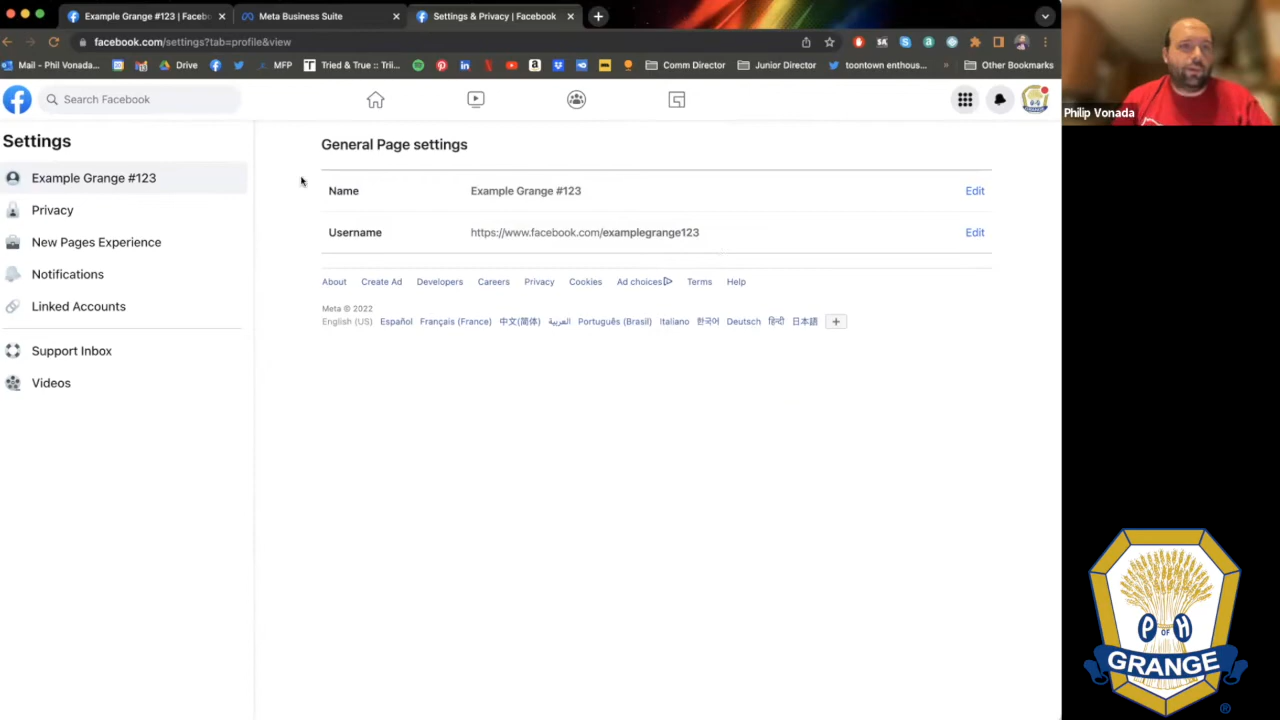 Example Grange #123 | Facebo
Meta Business Suite
Settings & Privacy | Facebook
facebook.com/settings?tab=profile&view
Mail - Phil Vonada...
Drive
MFP
Tried & True :: Trii...
Comm Director
Junior Director
toontown enthous...
»
Other Bookmarks
Search Facebook
Philip Vonada
Settings
Example Grange #123
Privacy
New Pages Experience
Notifications
Linked Accounts
Support Inbox
Videos
General Page settings
Name Example Grange #123 Edit
Username https://www.facebook.com/examplegrange123 Edit
About Create Ad Developers Careers Privacy Cookies Ad choices Terms Help
Meta © 2022
English (US) Español Français (France) 中文(简体) العربية Português (Brasil) Italiano 한국어 Deutsch हिन्दी 日本語 +
P OF H
GRANGE
®